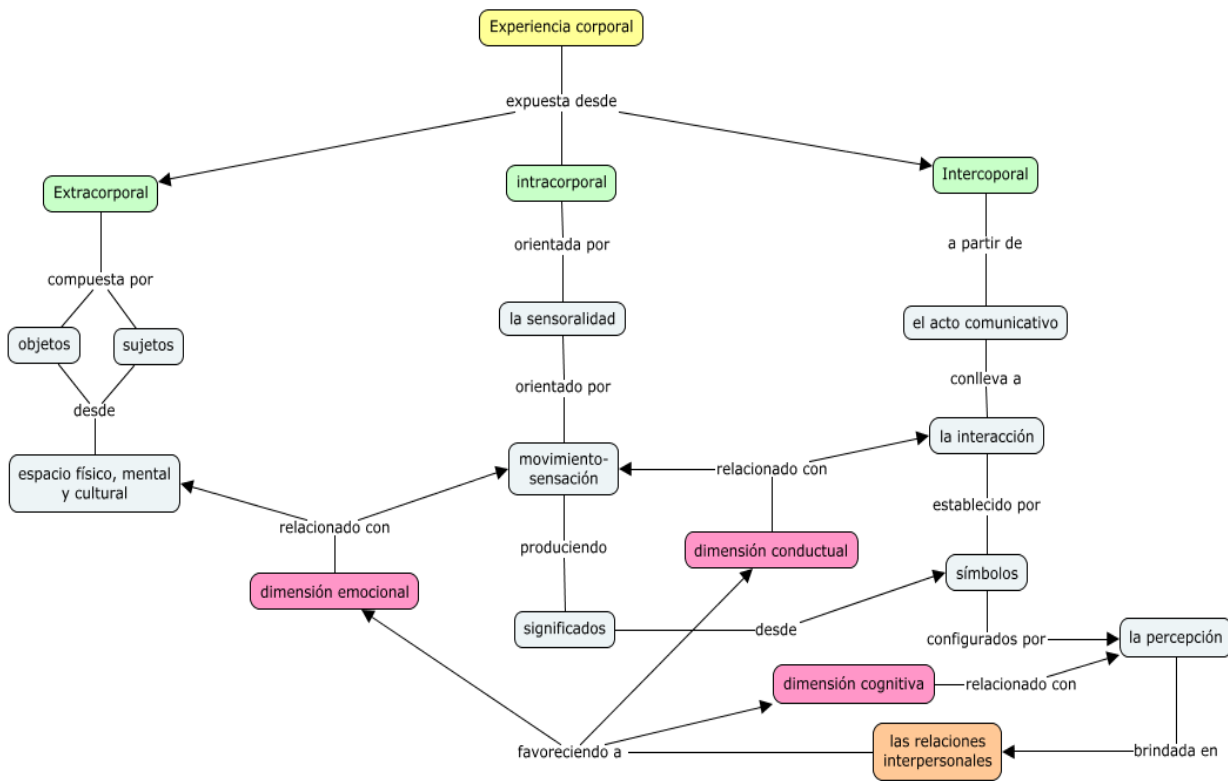 Experiencia corporal
expuesta desde
Extracorporal
intracorporal
Intercoporal
compuesta por
orientada por
a partir de
objetos
sujetos
la sensoralidad
el acto comunicativo
desde
orientado por
conlleva a
espacio físico, mental
y cultural
movimiento-
sensación
relacionado con
la interacción
relacionado con
produciendo
establecido por
dimensión emocional
dimensión conductual
símbolos
significados
desde
configurados por
la percepción
dimensión cognitiva
relacionado con
favoreciendo a
las relaciones
interpersonales
brindada en